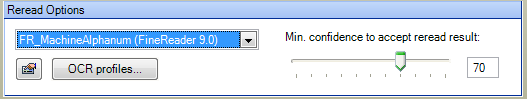 Reread Options
FR_MachineAlphanum (FineReader 9.0)
Min. confidence to accept reread result:
OCR profiles...
70